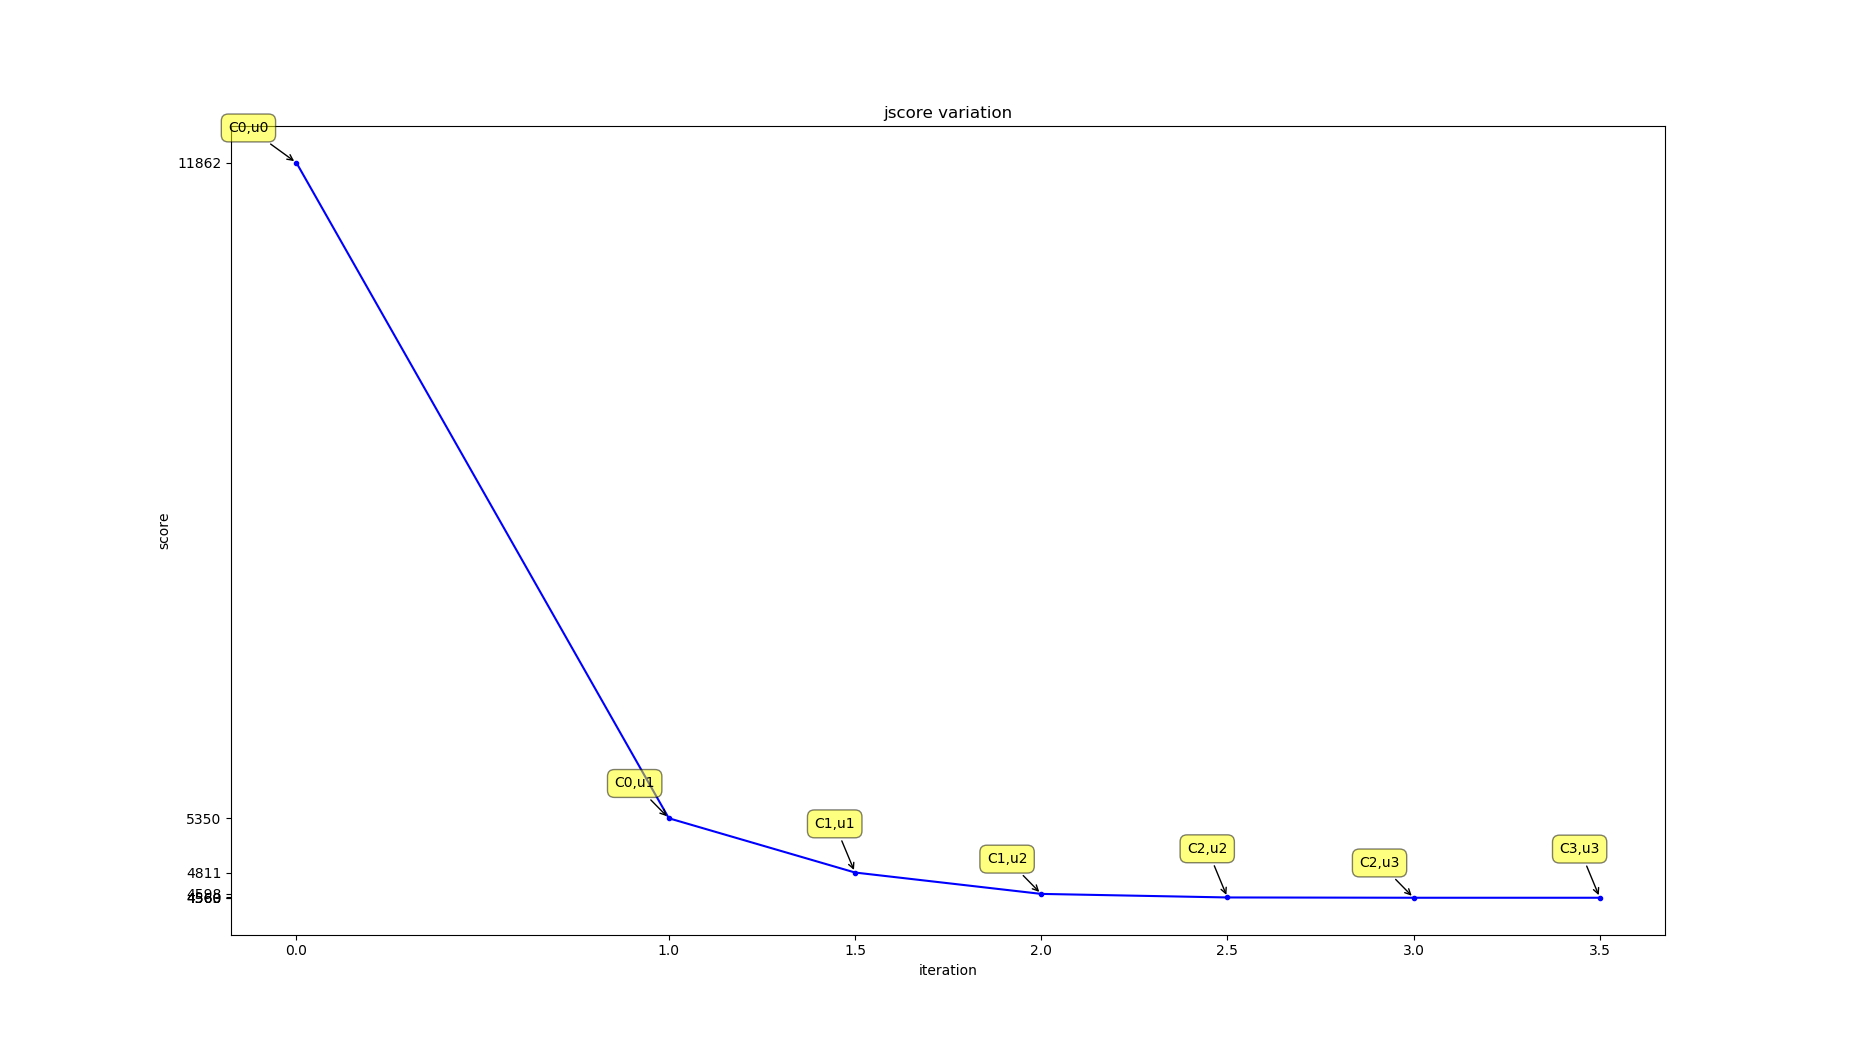 jscore variation
C0,u0
11862
score
C0,u1
5350
C1,u1
4811
C1,u2
C2,u2
C2,u3
C3,u3
4598
0.0 1.0 1.5 2.0 2.5 3.0 3.5
iteration